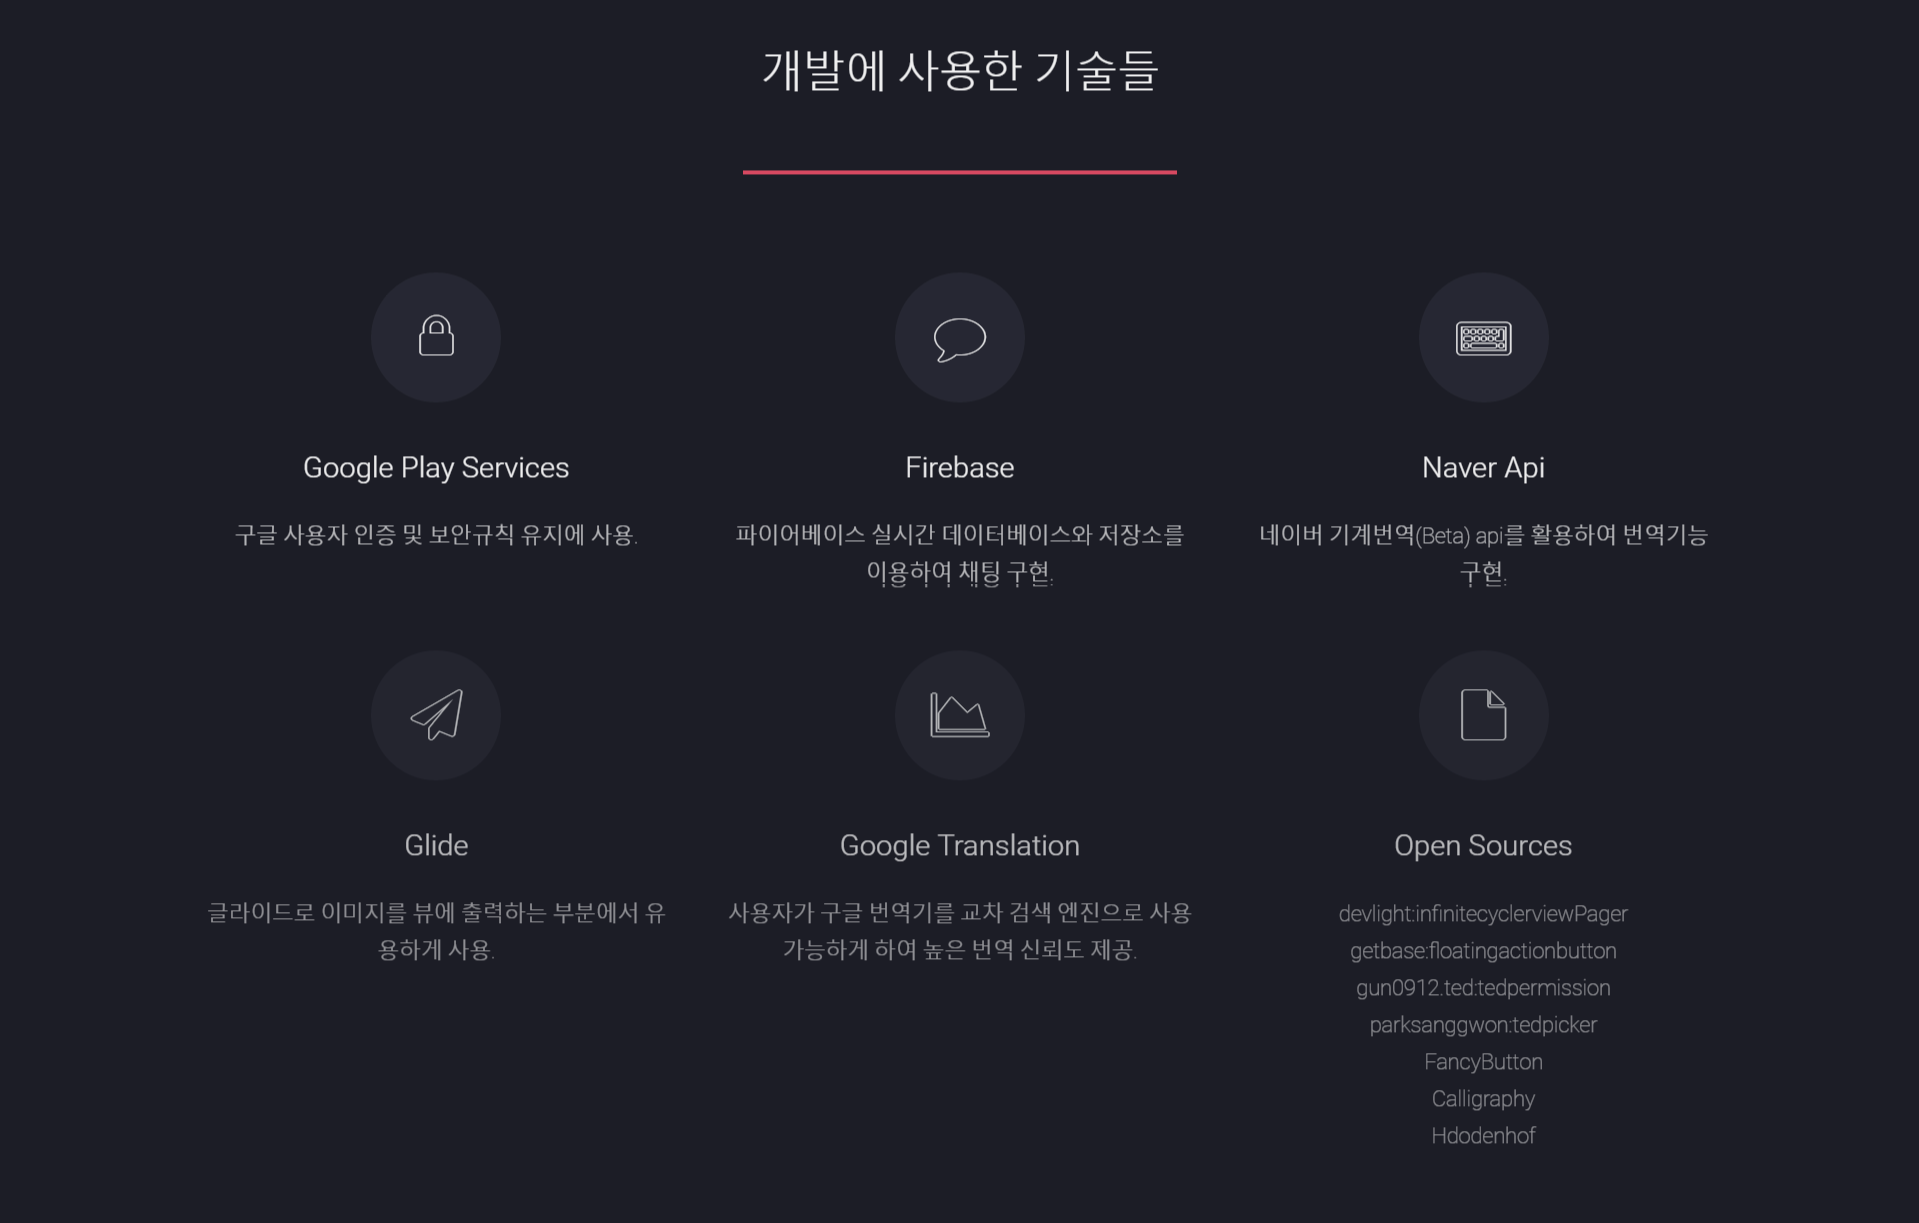 개발에 사용한 기술들
Google Play Services
구글 사용자 인증 및 보안규칙 유지에 사용.
Firebase
파이어베이스 실시간 데이터베이스와 저장소를
이용하여 채팅 구현.
Naver Api
네이버 기계번역(Beta) api를 활용하여 번역기능
구현.
Glide
글라이드로 이미지를 뷰에 출력하는 부분에서 유
용하게 사용.
Google Translation
사용자가 구글 번역기를 교차 검색 엔진으로 사용
가능하게 하여 높은 번역 신뢰도 제공.
Open Sources
devlight:infinitecyclerviewPager
getbase:floatingactionbutton
gun0912.ted:tedpermission
parksanggwon:tedpicker
FancyButton
Calligraphy
Hdodenhof